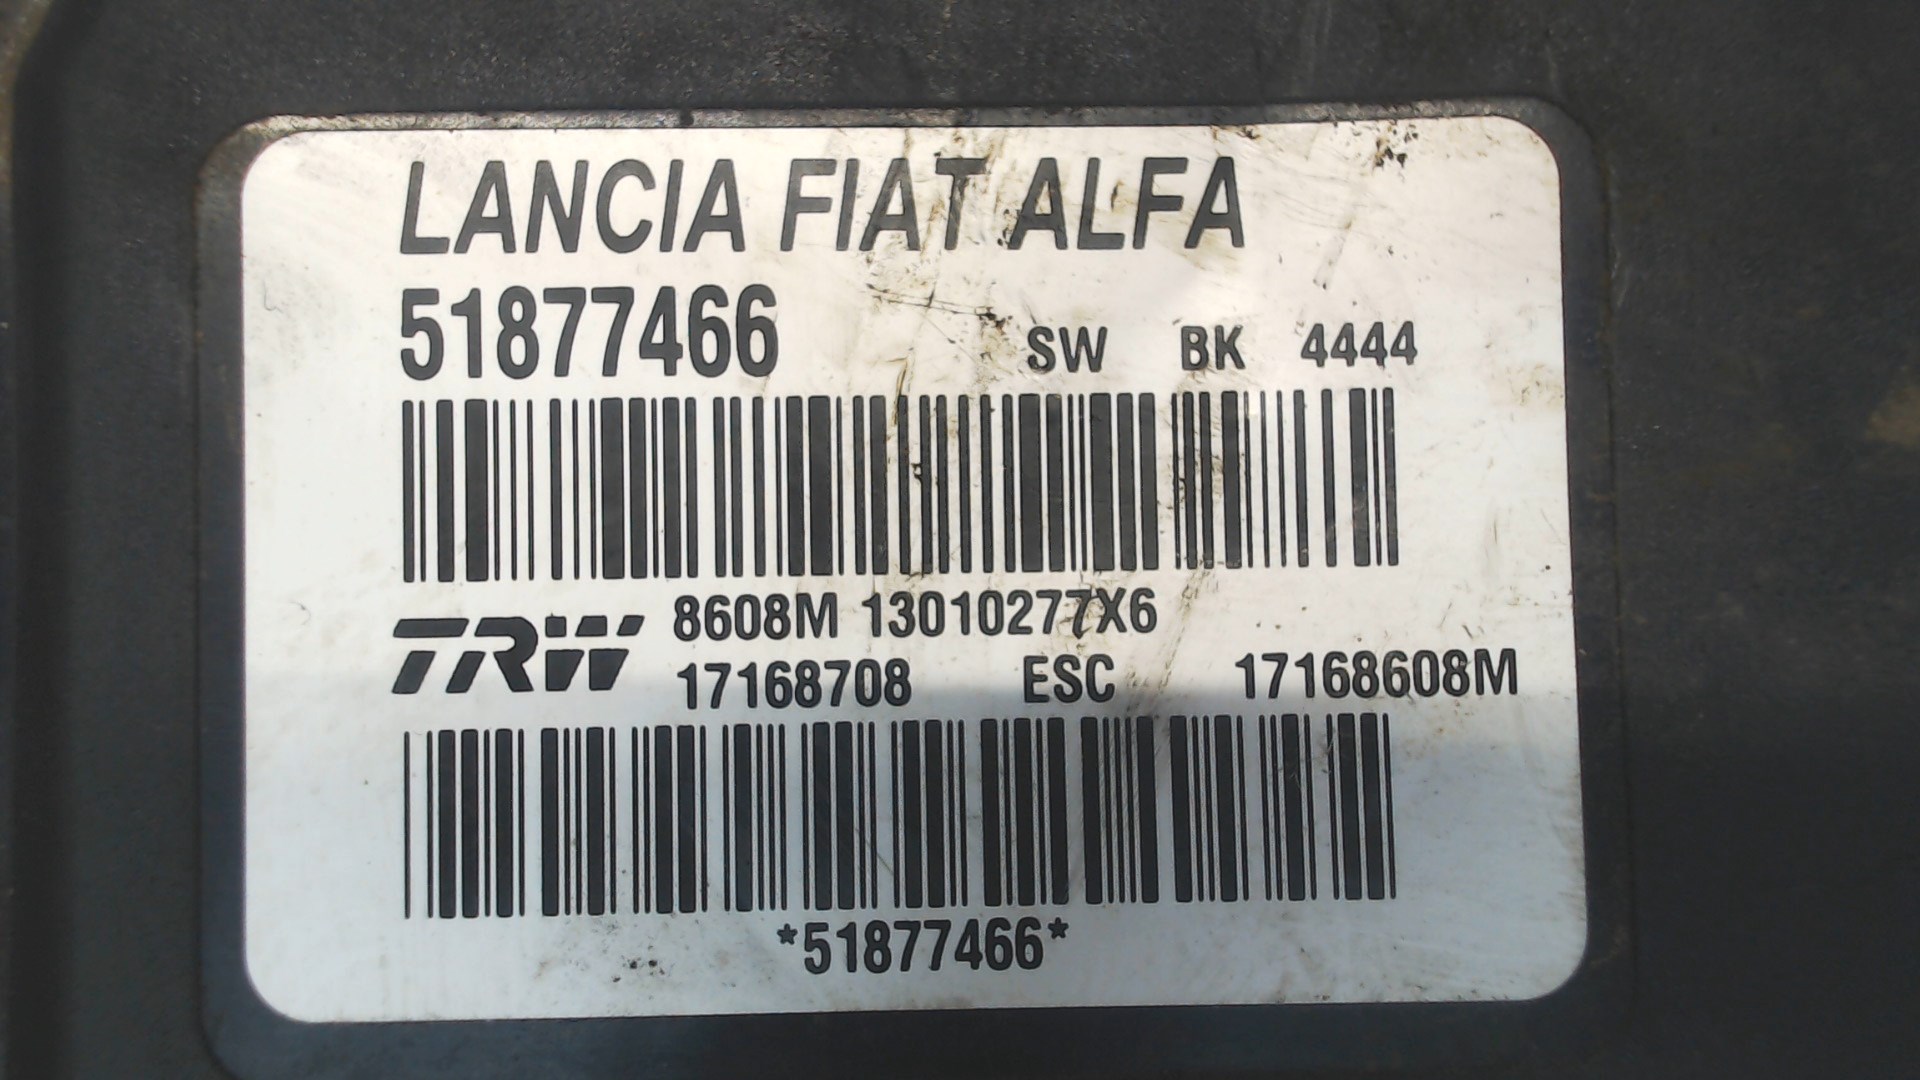 LANCIA FIAT ALFA
51877466 SW BK 4444
TRW 8608M 13010277X6
17168708 ESC 17168608M
*51877466*